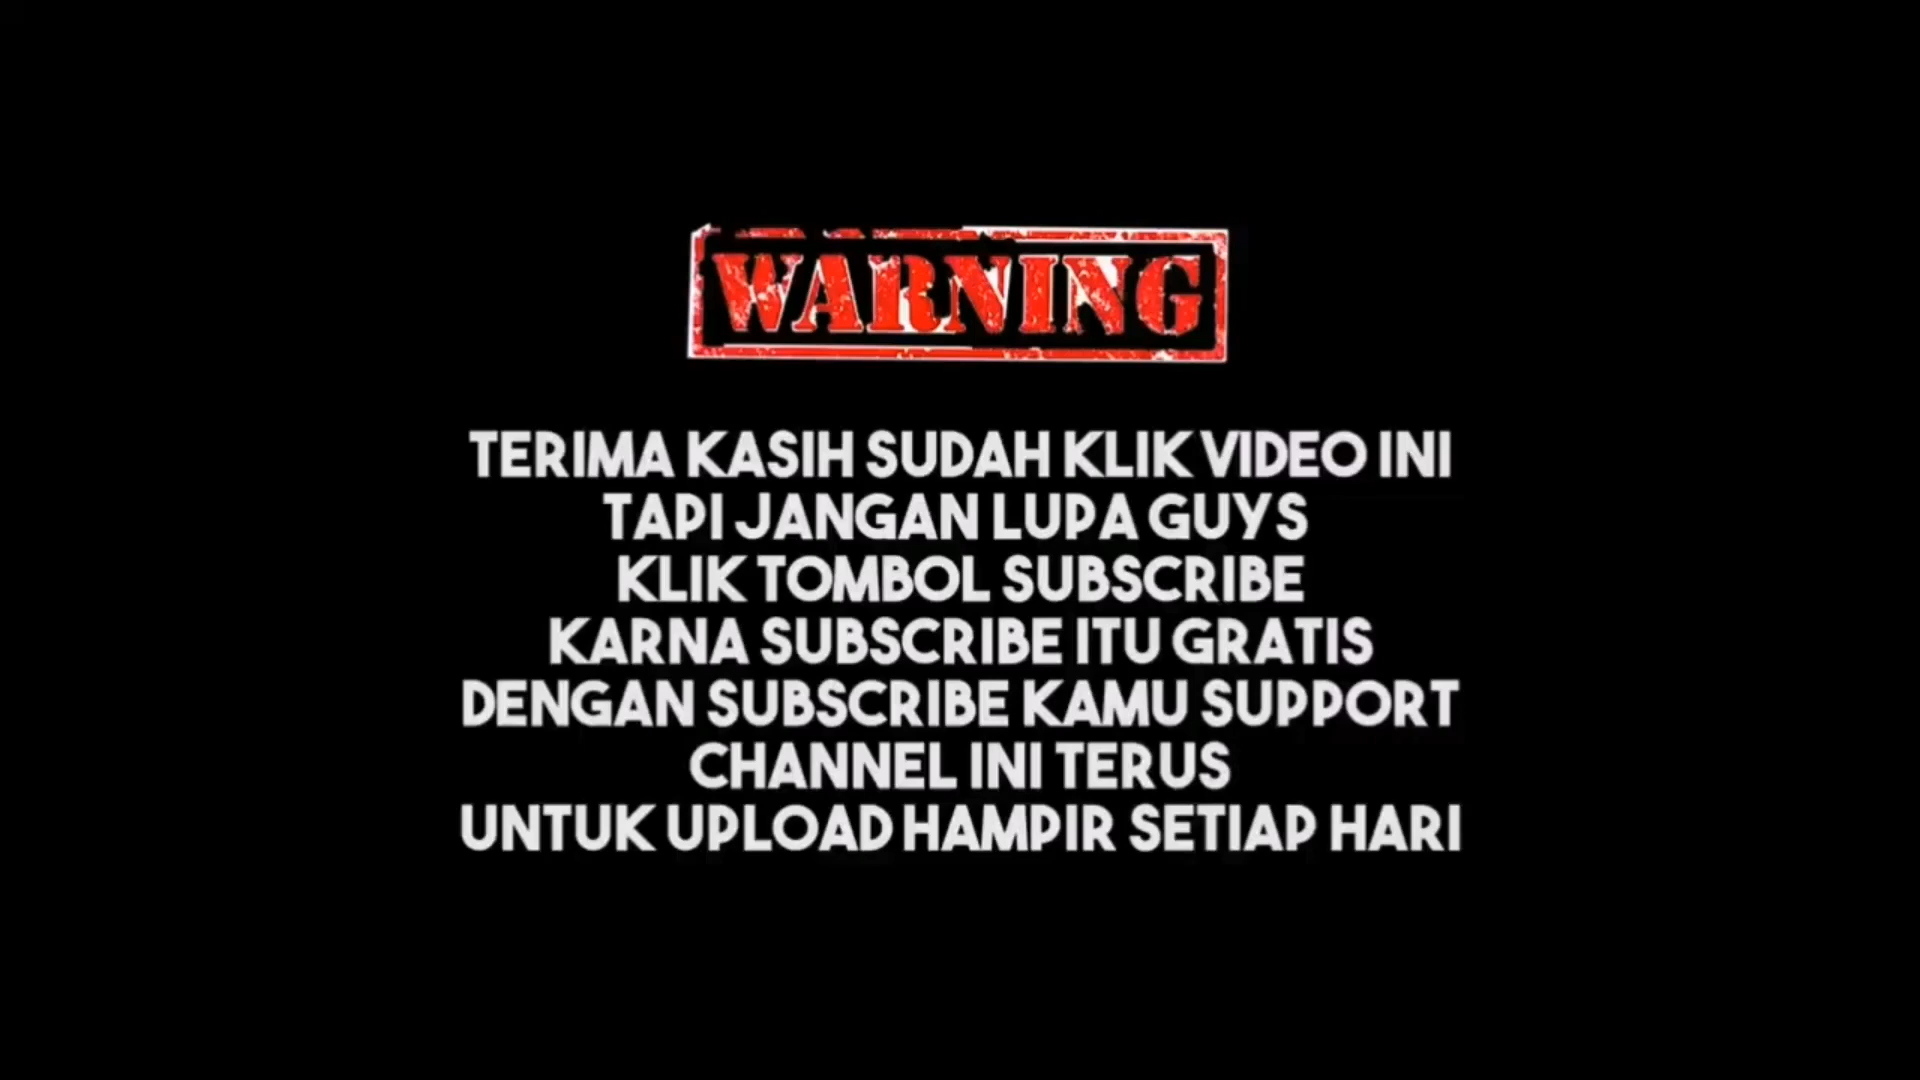 WARNING
TERIMA KASIH SUDAH KLIK VIDEO INI
TAPI JANGAN LUPA GUYS
KLIK TOMBOL SUBSCRIBE
KARNA SUBSCRIBE ITU GRATIS
DENGAN SUBSCRIBE KAMU SUPPORT
CHANNEL INI TERUS
UNTUK UPLOAD HAMPIR SETIAP HARI